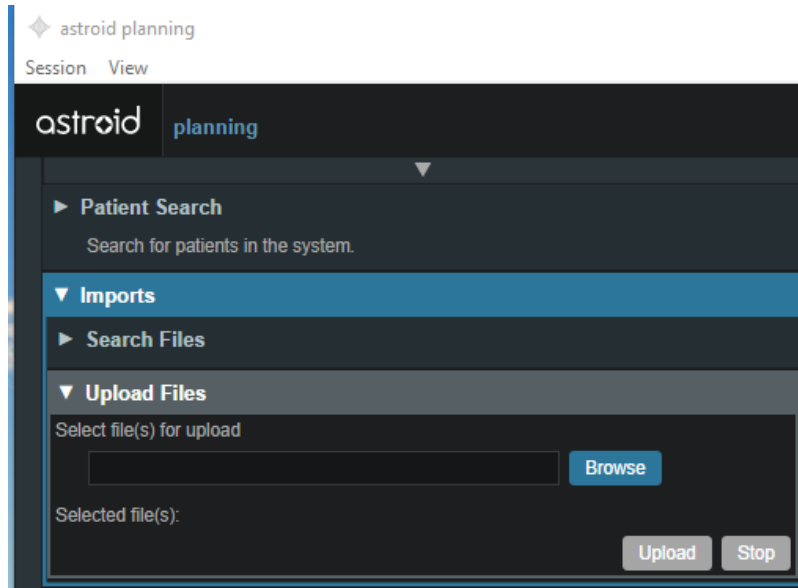 astroid planning
Session View
astroid planning
Patient Search
Search for patients in the system.
Imports
Search Files
Upload Files
Select file(s) for upload
Browse
Selected file(s):
Upload Stop